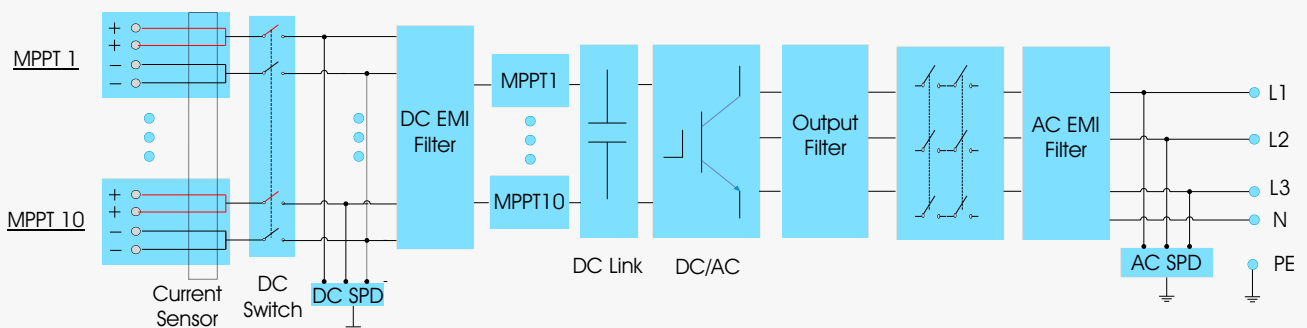 MPPT 1
+
+
−
−
MPPT 10
+
+
−
−
Current
Sensor
DC
Switch
DC SPD
DC EMI
Filter
MPPT1
MPPT10
DC Link
DC/AC
Output
Filter
AC EMI
Filter
L1
L2
L3
N
AC SPD
PE